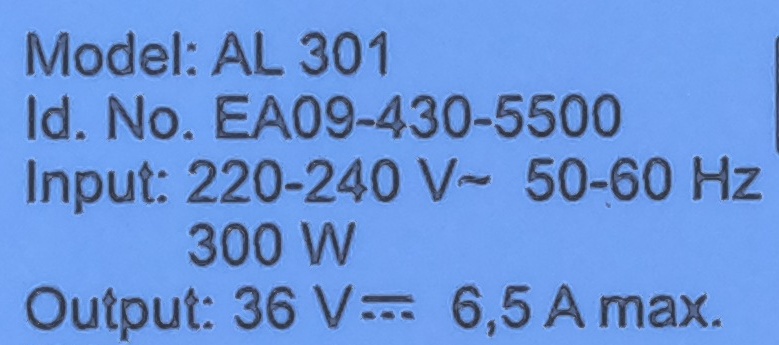 Model: AL 301
Id. No. EA09-430-5500
Input: 220-240 V~ 50-60 Hz
300 W
Output: 36 V⎓ 6,5 A max.